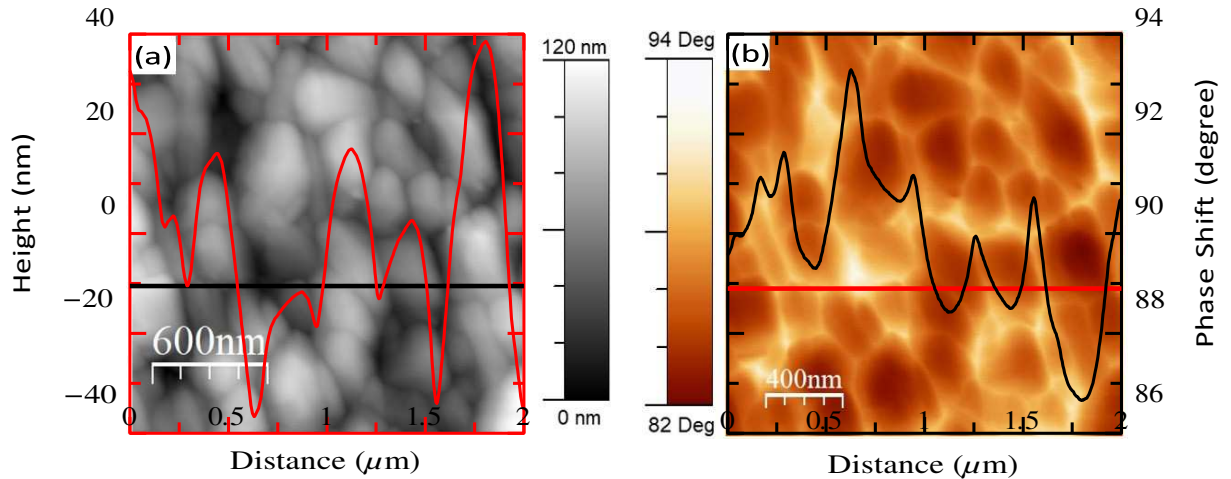 40
20
0
−20
−40
Height (nm)
(a)
600nm
0
0.5
1
1.5
2
Distance (μm)
120 nm
0 nm
94 Deg
82 Deg
(b)
400nm
0
0.5
1
1.5
2
Distance (μm)
94
92
90
88
86
Phase Shift (degree)